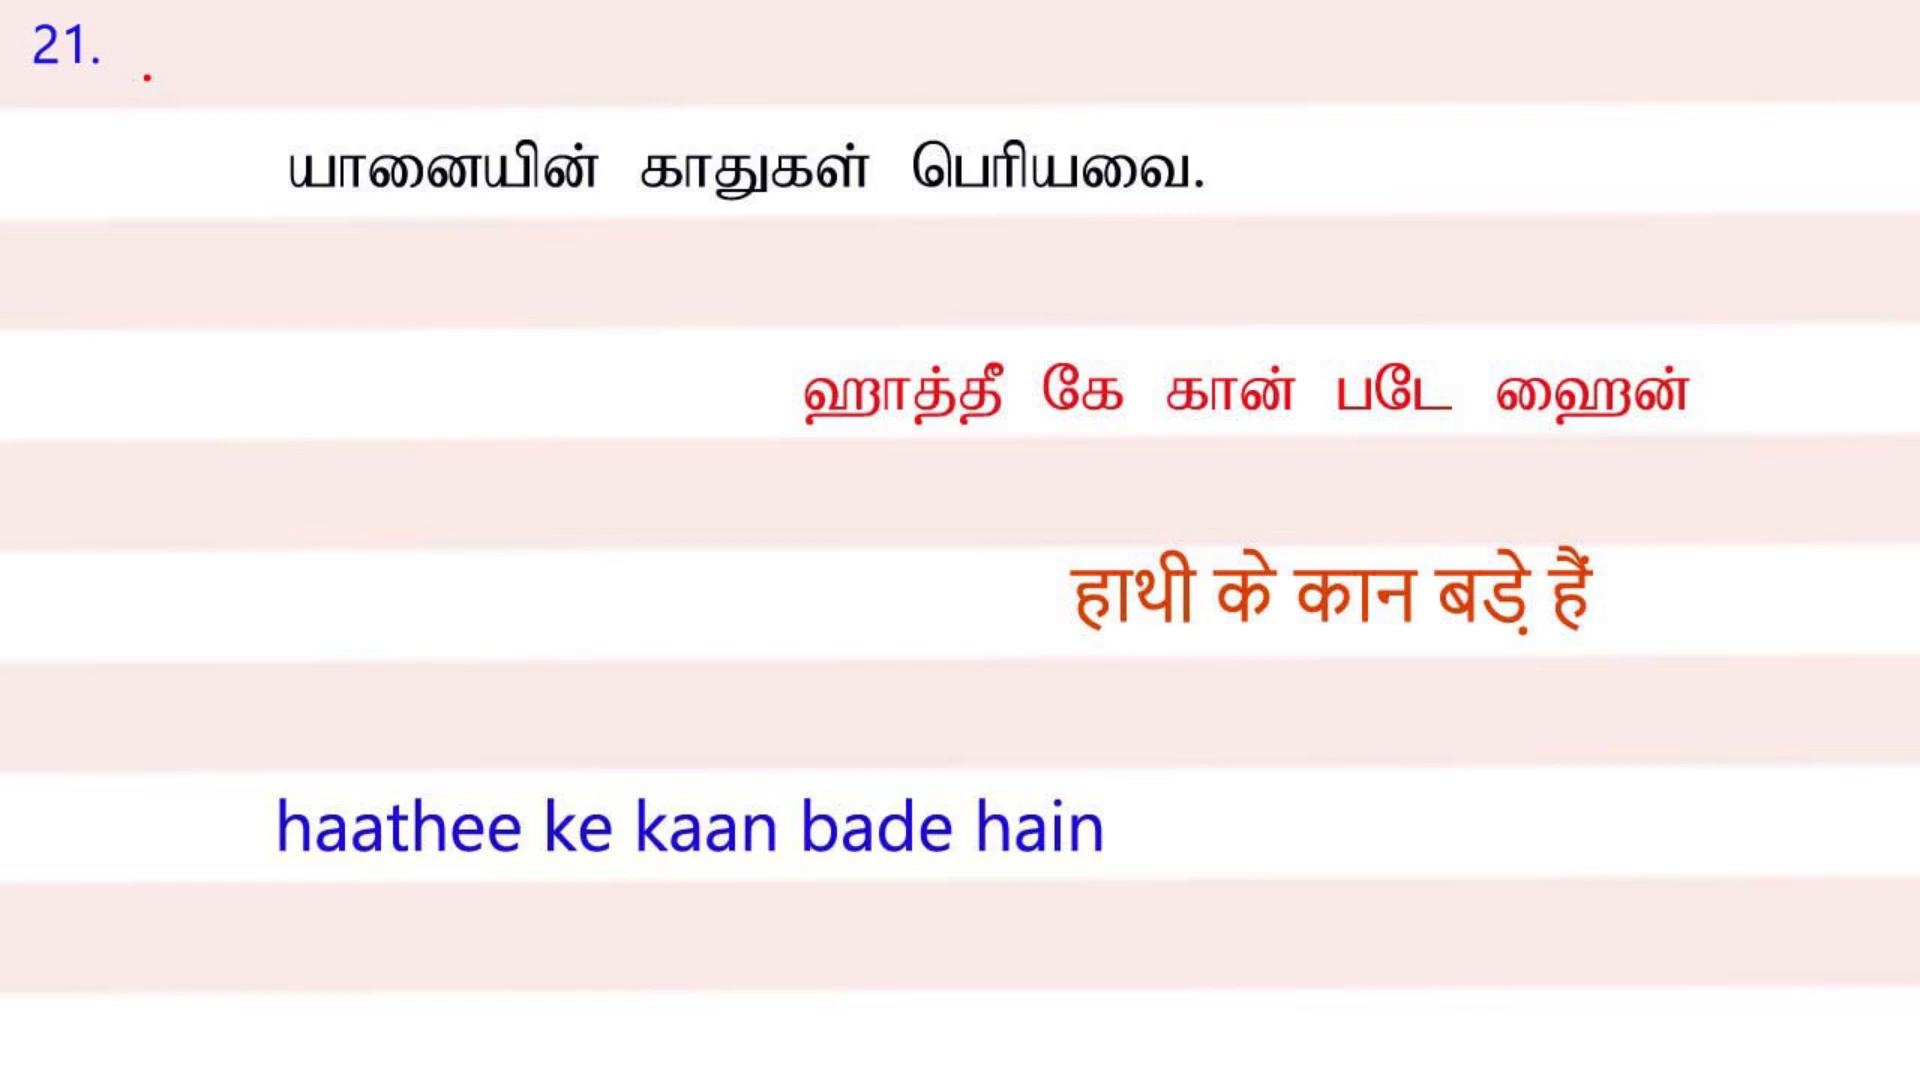 21.
யானையின் காதுகள் பெரியவை.
ஹாத்தீ கே கான் படே ஹைன்
हाथी के कान बड़े हैं
haathee ke kaan bade hain